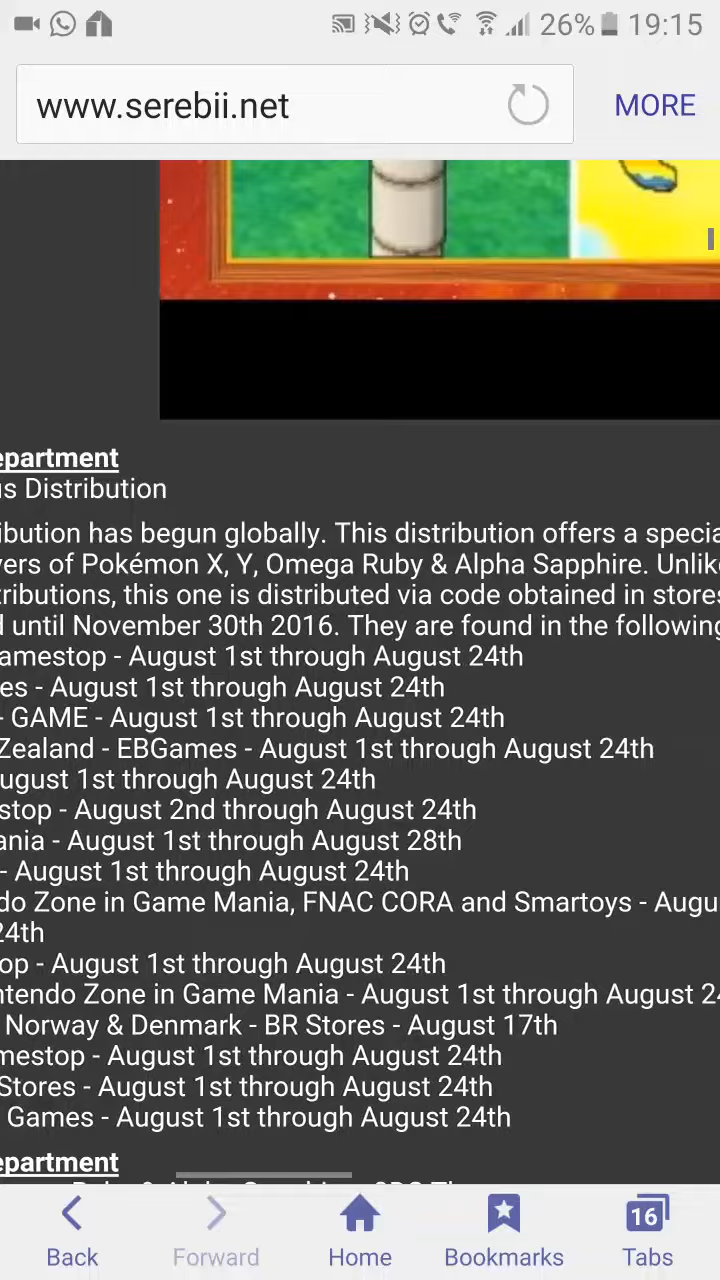 26% 19:15
www.serebii.net MORE
epartment
us Distribution
ibution has begun globally. This distribution offers a specia
yers of Pokémon X, Y, Omega Ruby & Alpha Sapphire. Unlik
tributions, this one is distributed via code obtained in stores
d until November 30th 2016. They are found in the following
amestop - August 1st through August 24th
es - August 1st through August 24th
- GAME - August 1st through August 24th
Zealand - EBGames - August 1st through August 24th
ugust 1st through August 24th
stop - August 2nd through August 24th
ania - August 1st through August 28th
- August 1st through August 24th
do Zone in Game Mania, FNAC CORA and Smartoys - Augu
24th
op - August 1st through August 24th
ntendo Zone in Game Mania - August 1st through August 24
Norway & Denmark - BR Stores - August 17th
mestop - August 1st through August 24th
Stores - August 1st through August 24th
Games - August 1st through August 24th
epartment
Back Forward Home Bookmarks 16 Tabs